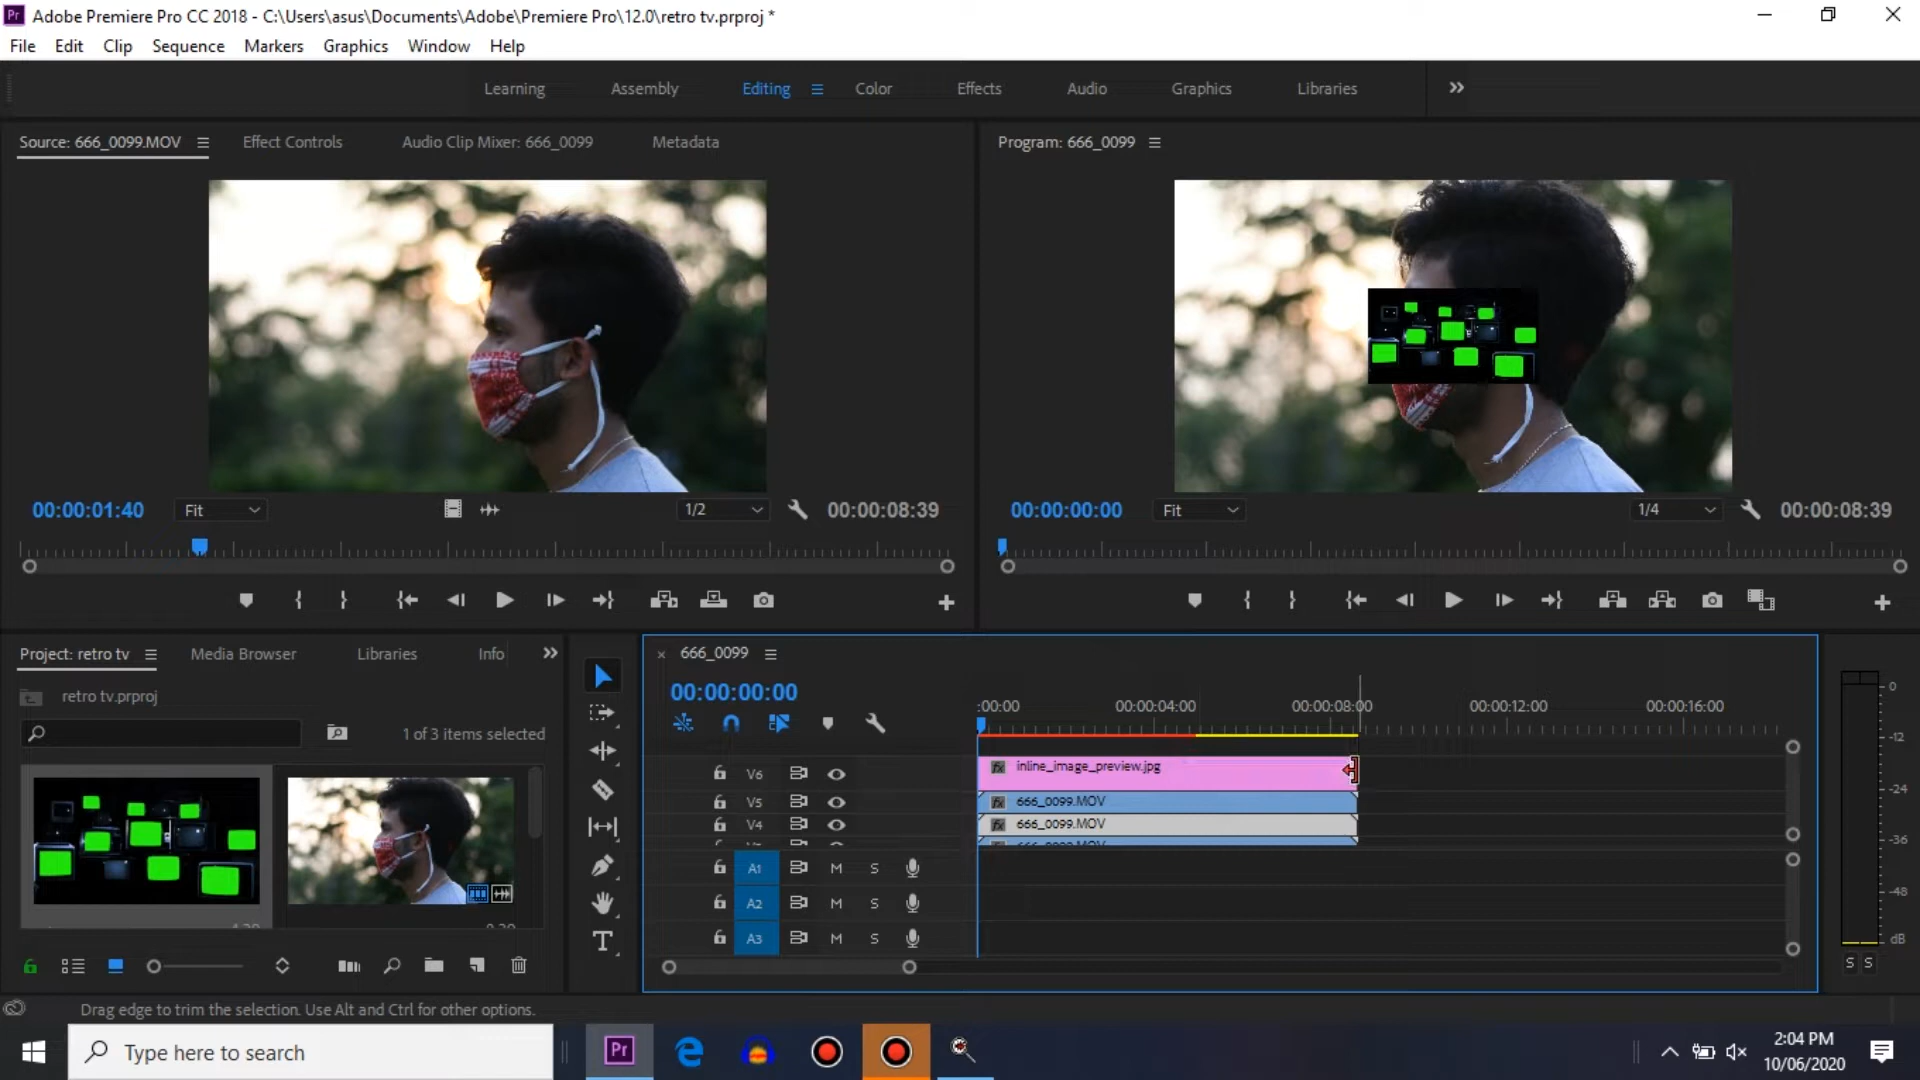 Pr Adobe Premiere Pro CC 2018 - C:\Users\asus\Documents\Adobe\Premiere Pro\12.0\retro tv.prproj *
File Edit Clip Sequence Markers Graphics Window Help
Learning Assembly Editing Color Effects Audio Graphics Libraries
Source: 666_0099.MOV Effect Controls Audio Clip Mixer: 666_0099 Metadata
Program: 666_0099
00:00:01:40 Fit 1/2 00:00:08:39
00:00:00:00 Fit 1/4 00:00:08:39
Project: retro tv Media Browser Libraries Info
retro tv.prproj
1 of 3 items selected
666_0099
00:00:00:00
:00:00 00:00:04:00 00:00:08:00 00:00:12:00 00:00:16:00
V6 fx inline_image_preview.jpg
V5 fx 666_0099.MOV
V4 fx 666_0099.MOV
A1 M S
A2 M S
A3 M S
0
-12
-24
-36
-48
dB
S S
Drag edge to trim the selection. Use Alt and Ctrl for other options.
Type here to search
Pr
2:04 PM
10/06/2020